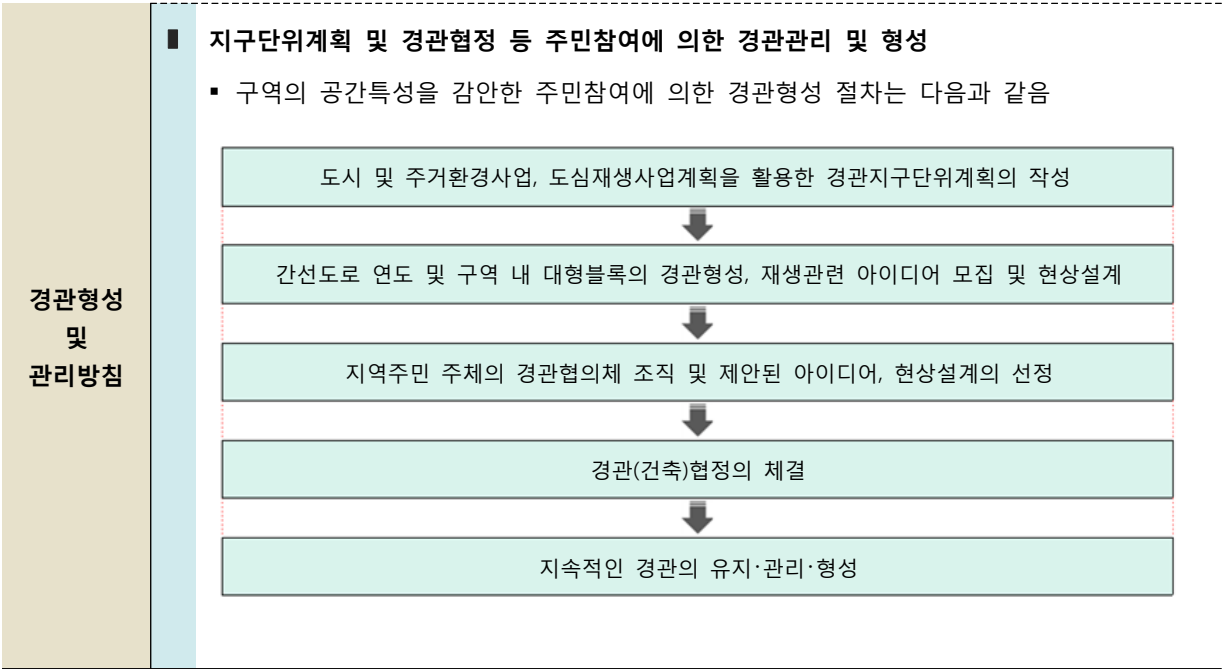 지구단위계획 및 경관협정 등 주민참여에 의한 경관관리 및 형성
구역의 공간특성을 감안한 주민참여에 의한 경관형성 절차는 다음과 같음
도시 및 주거환경사업, 도심재생사업계획을 활용한 경관지구단위계획의 작성
간선도로 연도 및 구역 내 대형블록의 경관형성, 재생관련 아이디어 모집 및 현상설계
경관형성
및
관리방침
지역주민 주체의 경관협의체 조직 및 제안된 아이디어, 현상설계의 선정
경관(건축)협정의 체결
지속적인 경관의 유지·관리·형성